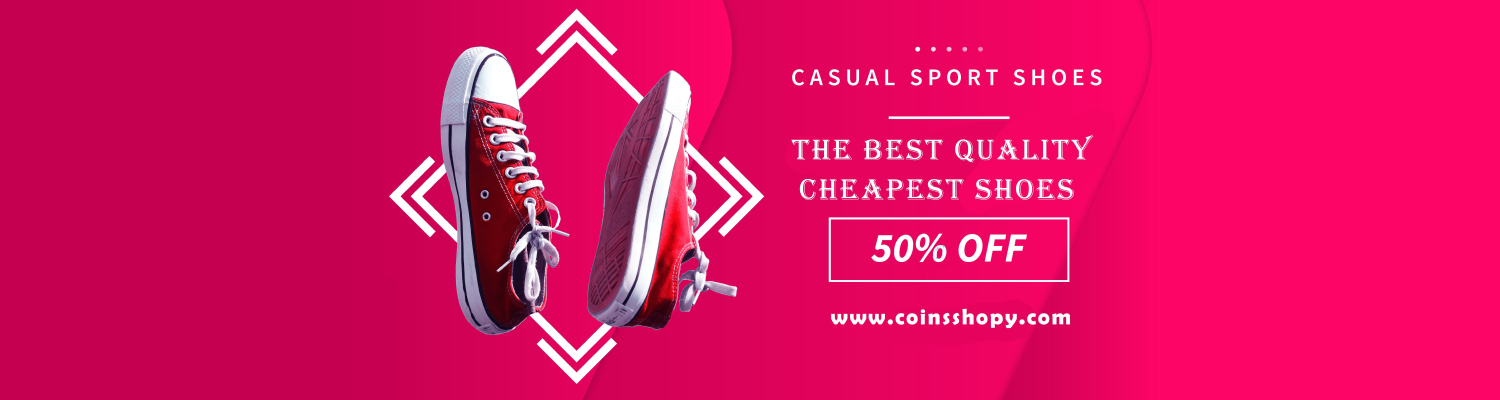 CASUAL SPORT SHOES
THE BEST QUALITY
CHEAPEST SHOES
50% OFF
www.coinsshopy.com